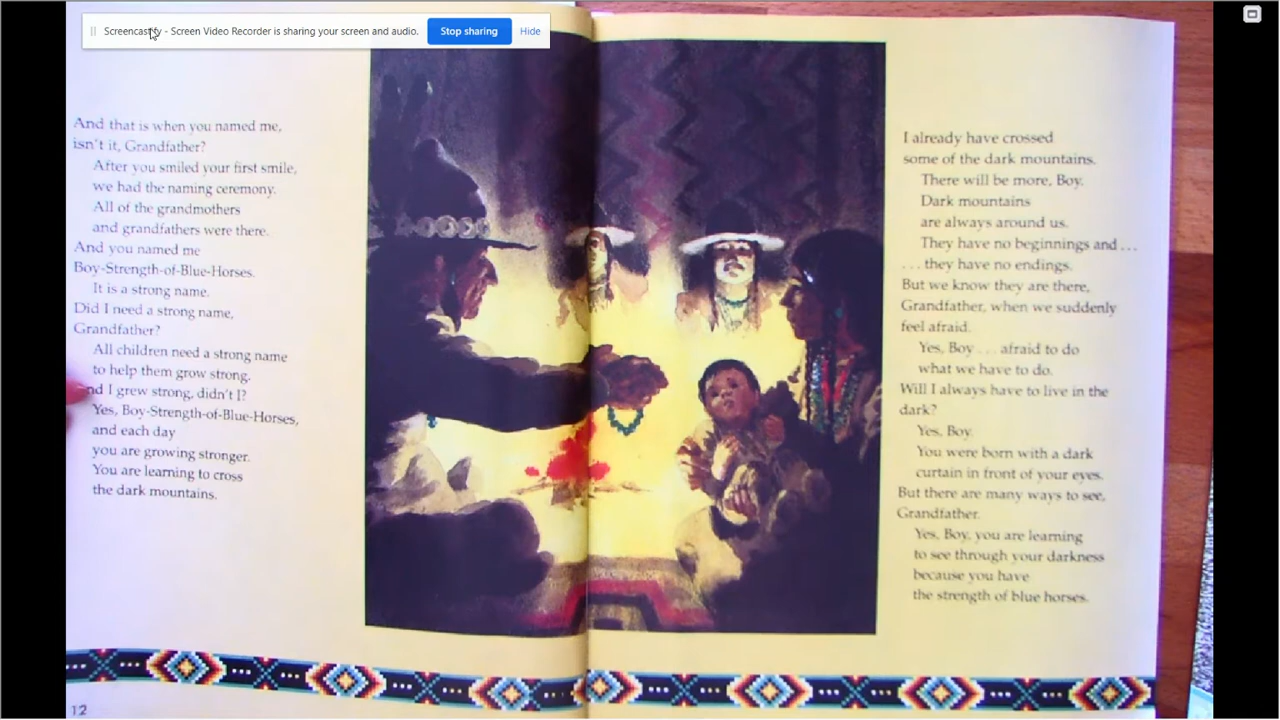 Screencastify - Screen Video Recorder is sharing your screen and audio.
Stop sharing
Hide
And that is when you named me,
isn't it, Grandfather?
After you smiled your first smile,
we had the naming ceremony.
All of the grandmothers
and grandfathers were there.
And you named me
Boy-Strength-of-Blue-Horses.
It is a strong name.
Did I need a strong name,
Grandfather?
All children need a strong name
to help them grow strong.
And I grew strong, didn't I?
Yes, Boy-Strength-of-Blue-Horses,
and each day
you are growing stronger.
You are learning to cross
the dark mountains.
12
I already have crossed
some of the dark mountains.
There will be more, Boy.
Dark mountains
are always around us.
They have no beginnings and . . .
. . . they have no endings.
But we know they are there,
Grandfather, when we suddenly
feel afraid.
Yes, Boy . . . afraid to do
what we have to do.
Will I always have to live in the
dark?
Yes, Boy.
You were born with a dark
curtain in front of your eyes.
But there are many ways to see,
Grandfather.
Yes, Boy, you are learning
to see through your darkness
because you have
the strength of blue horses.